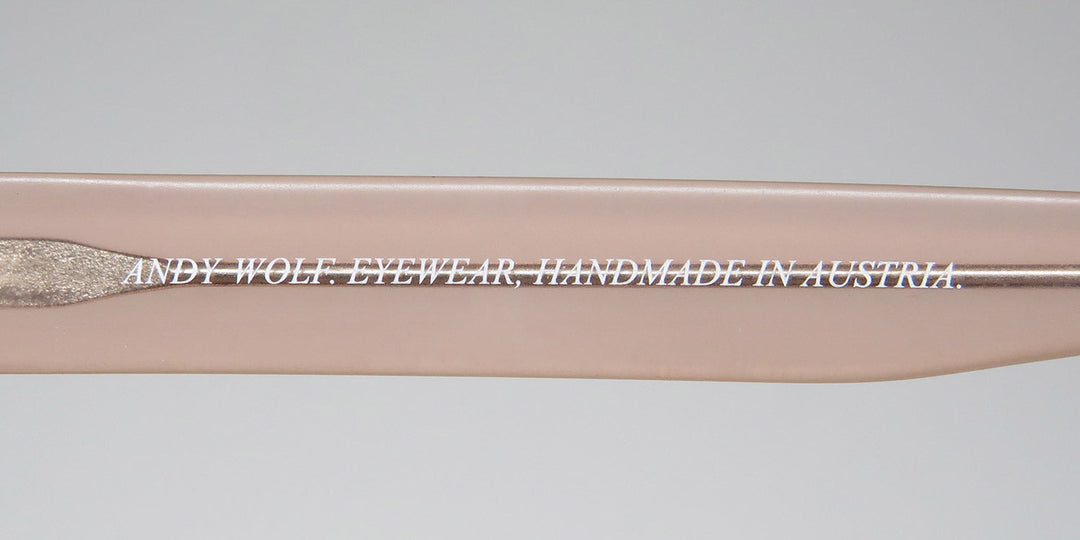 ANDY WOLF. EYEWEAR, HANDMADE IN AUSTRIA.